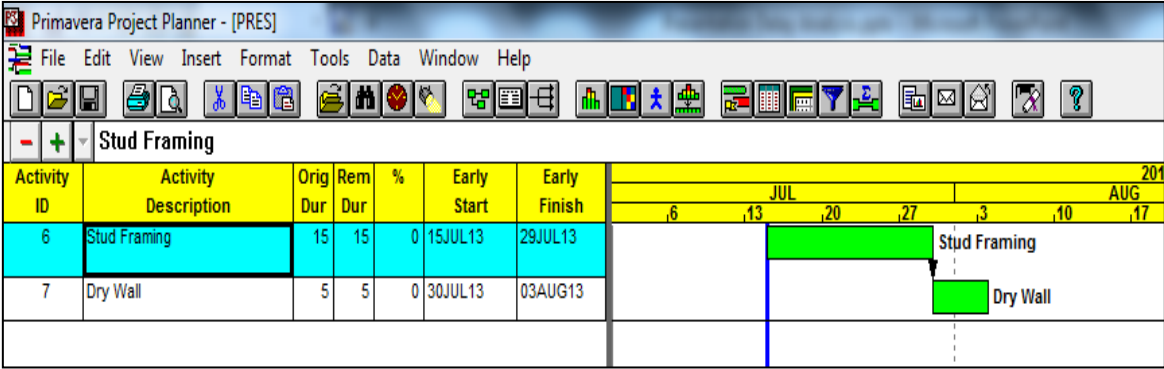 Primavera Project Planner - [PRES]
File Edit View Insert Format Tools Data Window Help
Stud Framing
Activity ID Activity Description Orig Dur Rem Dur % Early Start Early Finish
201
JUL AUG
6 13 20 27 3 10 17
6 Stud Framing 15 15 0 15JUL13 29JUL13 Stud Framing
7 Dry Wall 5 5 0 30JUL13 03AUG13 Dry Wall